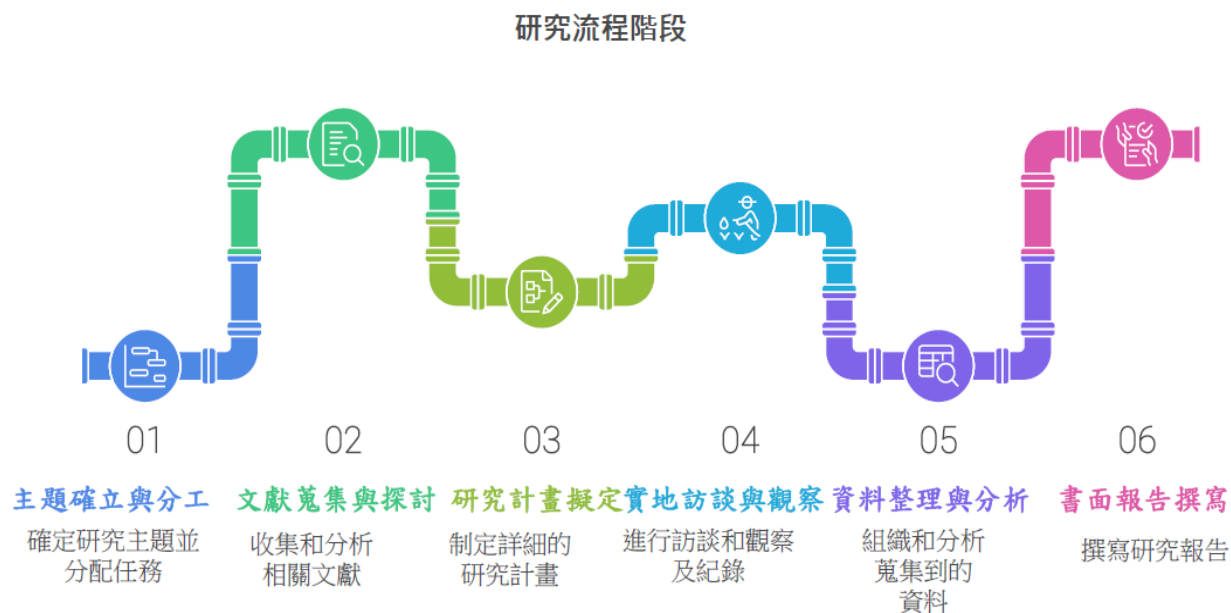 研究流程階段
01
主題確立與分工
確定研究主題並
分配任務
02
文獻蒐集與探討
收集和分析
相關文獻
03
研究計畫擬定
制定詳細的
研究計畫
04
實地訪談與觀察
進行訪談和觀察
及紀錄
05
資料整理與分析
組織和分析
蒐集到的
資料
06
書面報告撰寫
撰寫研究報告